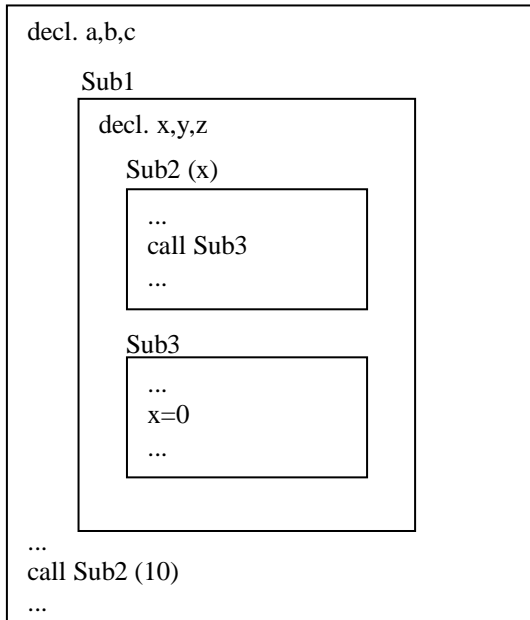 decl. a,b,c
Sub1
decl. x,y,z
Sub2 (x)
...
call Sub3
...
Sub3
...
x=0
...
...
call Sub2 (10)
...